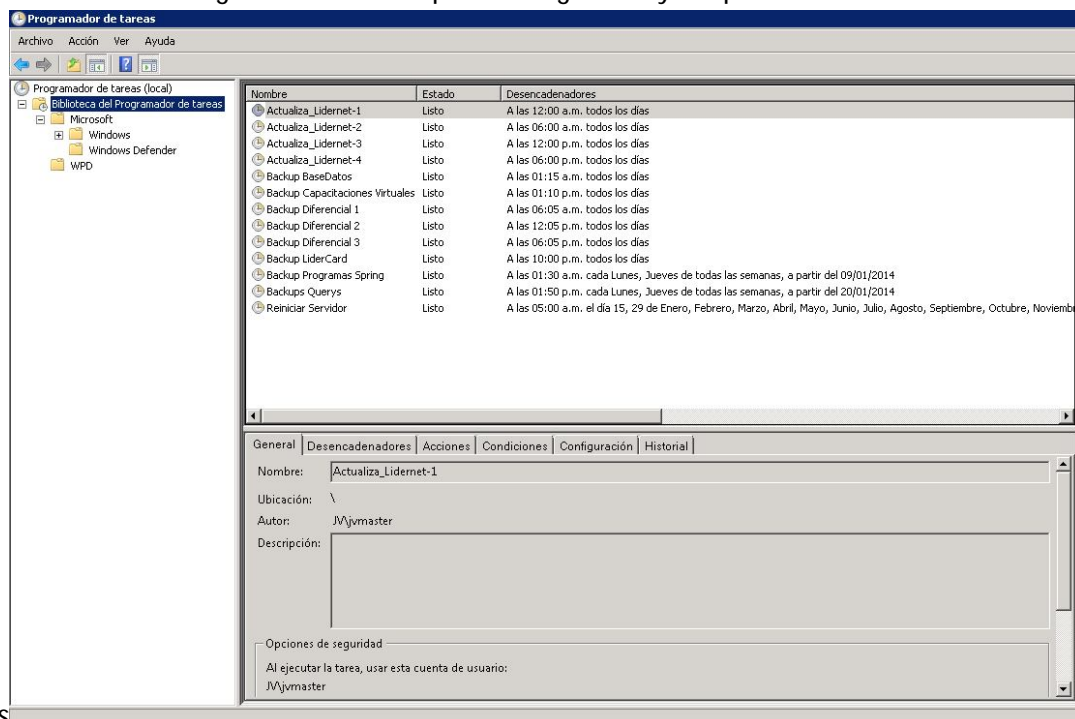 Programador de tareas
Archivo Acción Ver Ayuda
Programador de tareas (local)
Biblioteca del Programador de tareas
Microsoft
Windows
Windows Defender
WPD
Nombre Estado Desencadenadores
Actualiza_Lidernet-1 Listo A las 12:00 a.m. todos los días
Actualiza_Lidernet-2 Listo A las 06:00 a.m. todos los días
Actualiza_Lidernet-3 Listo A las 12:00 p.m. todos los días
Actualiza_Lidernet-4 Listo A las 06:00 p.m. todos los días
Backup BaseDatos Listo A las 01:15 a.m. todos los días
Backup Capacitaciones Virtuales Listo A las 01:10 p.m. todos los días
Backup Diferencial 1 Listo A las 06:05 a.m. todos los días
Backup Diferencial 2 Listo A las 12:05 p.m. todos los días
Backup Diferencial 3 Listo A las 06:05 p.m. todos los días
Backup LiderCard Listo A las 10:00 p.m. todos los días
Backup Programas Spring Listo A las 01:30 a.m. cada Lunes, Jueves de todas las semanas, a partir del 09/01/2014
Backups Querys Listo A las 01:50 p.m. cada Lunes, Jueves de todas las semanas, a partir del 20/01/2014
Reiniciar Servidor Listo A las 05:00 a.m. el día 15, 29 de Enero, Febrero, Marzo, Abril, Mayo, Junio, Julio, Agosto, Septiembre, Octubre, Noviemb
General Desencadenadores Acciones Condiciones Configuración Historial
Nombre: Actualiza_Lidernet-1
Ubicación: \
Autor: JV\jvmaster
Descripción:
Opciones de seguridad
Al ejecutar la tarea, usar esta cuenta de usuario:
JV\jvmaster
s